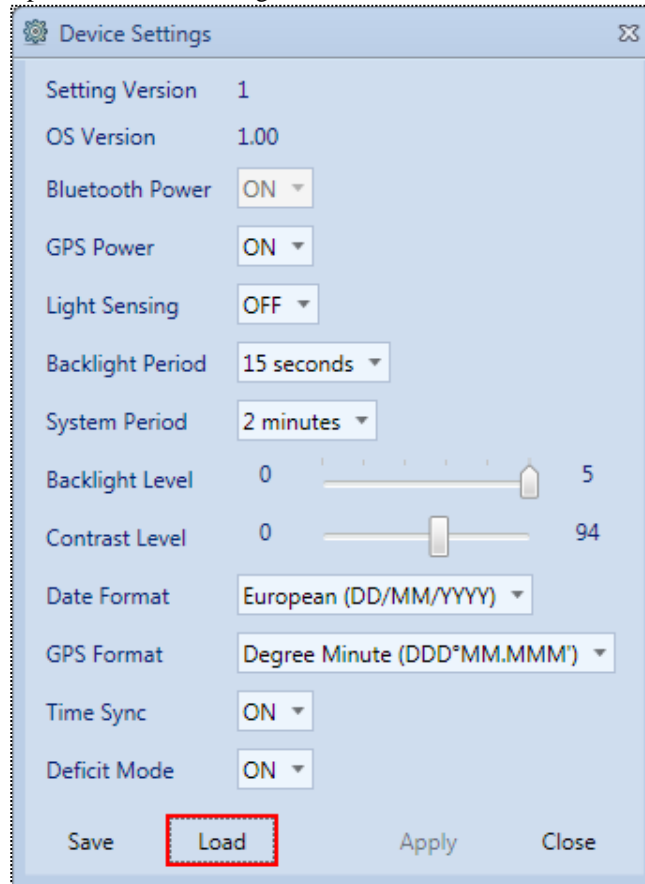 Device Settings
Setting Version 1
OS Version 1.00
Bluetooth Power ON
GPS Power ON
Light Sensing OFF
Backlight Period 15 seconds
System Period 2 minutes
Backlight Level 0 5
Contrast Level 0 94
Date Format European (DD/MM/YYYY)
GPS Format Degree Minute (DDD°MM.MMM')
Time Sync ON
Deficit Mode ON
Save Load Apply Close